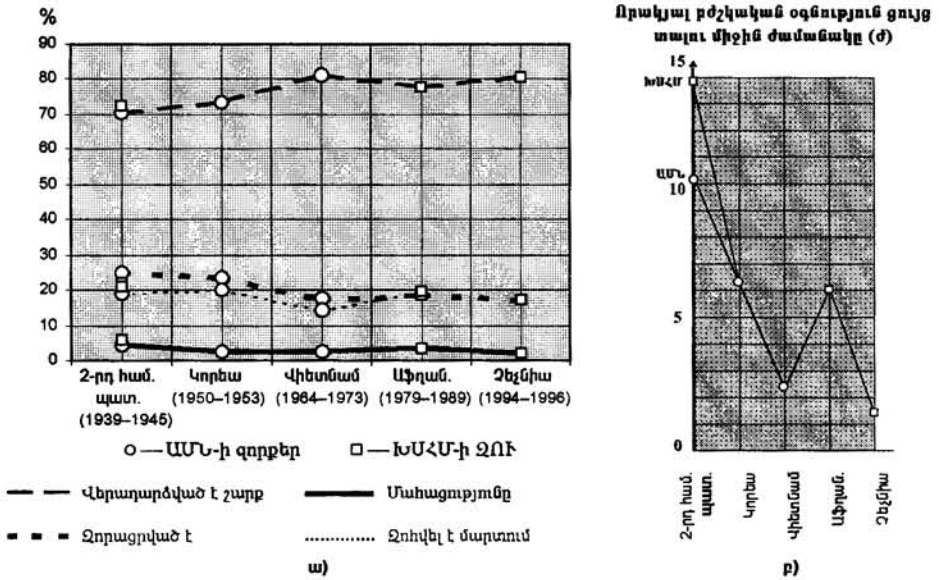 %
90
80
70
60
50
40
30
20
10
0
2-րդ համ.
պատ.
(1939–1945)
Կորեա
(1950–1953)
Վիետնամ
(1964–1973)
Աֆղան.
(1979–1989)
Չեչնիա
(1994–1996)
ԱՄՆ-ի զորքեր
ԽՍՀՄ-ի ԶՈՒ
Վերադարձված է շարք
Մահացությունը
Զորացրված է
Զոհվել է մարտում
ա)
Որակյալ բժշկական օգնություն ցույց
տալու միջին ժամանակը (ժ)
15
ԽՍՀՄ
ԱՄՆ
10
5
0
2-րդ համ.
պատ.
Կորեա
Վիետնամ
Աֆղան.
Չեչնիա
բ)